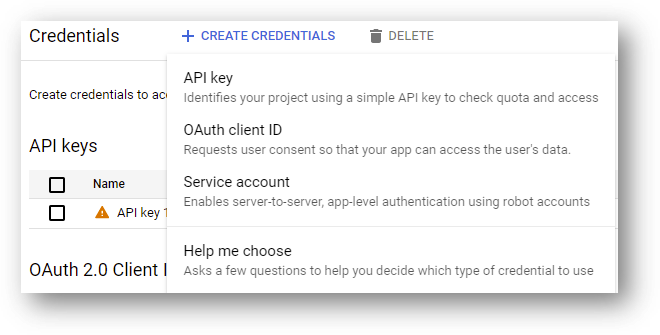 Credentials
+ CREATE CREDENTIALS
DELETE
API key
Identifies your project using a simple API key to check quota and access
Create credentials to
OAuth client ID
Requests user consent so that your app can access the user's data.
API keys
Service account
Enables server-to-server, app-level authentication using robot accounts
Name
API key
Help me choose
Asks a few questions to help you decide which type of credential to use
OAuth 2.0 Client